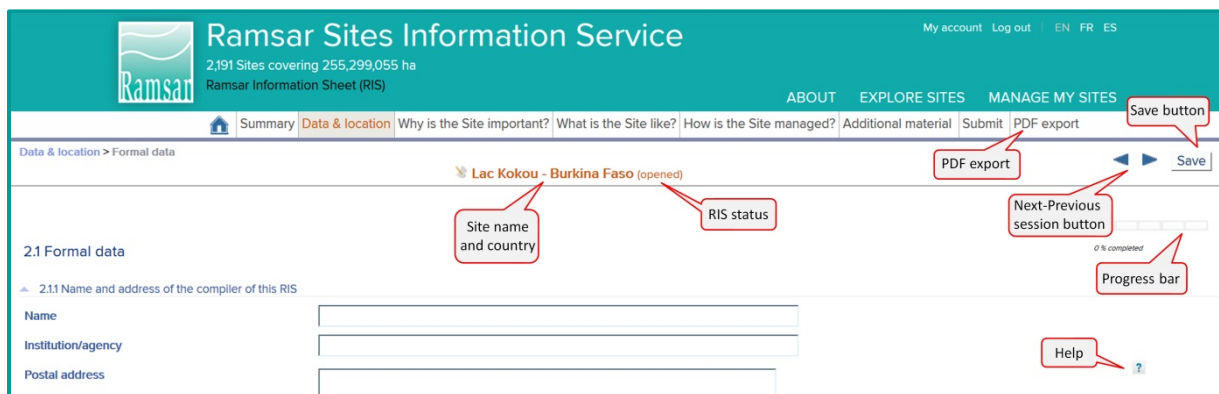 Ramsar
Ramsar Sites Information Service
2,191 Sites covering 255,299,055 ha
Ramsar Information Sheet (RIS)
My account Log out | EN FR ES
ABOUT EXPLORE SITES MANAGE MY SITES
Summary Data & location Why is the Site important? What is the Site like? How is the Site managed? Additional material Submit PDF export
Save button
Data & location > Formal data
PDF export
Save
Lac Kokou - Burkina Faso (opened)
Site name
and country
RIS status
Next-Previous
session button
2.1 Formal data
0 % completed
Progress bar
2.1.1 Name and address of the compiler of this RIS
Name
Institution/agency
Help
?
Postal address